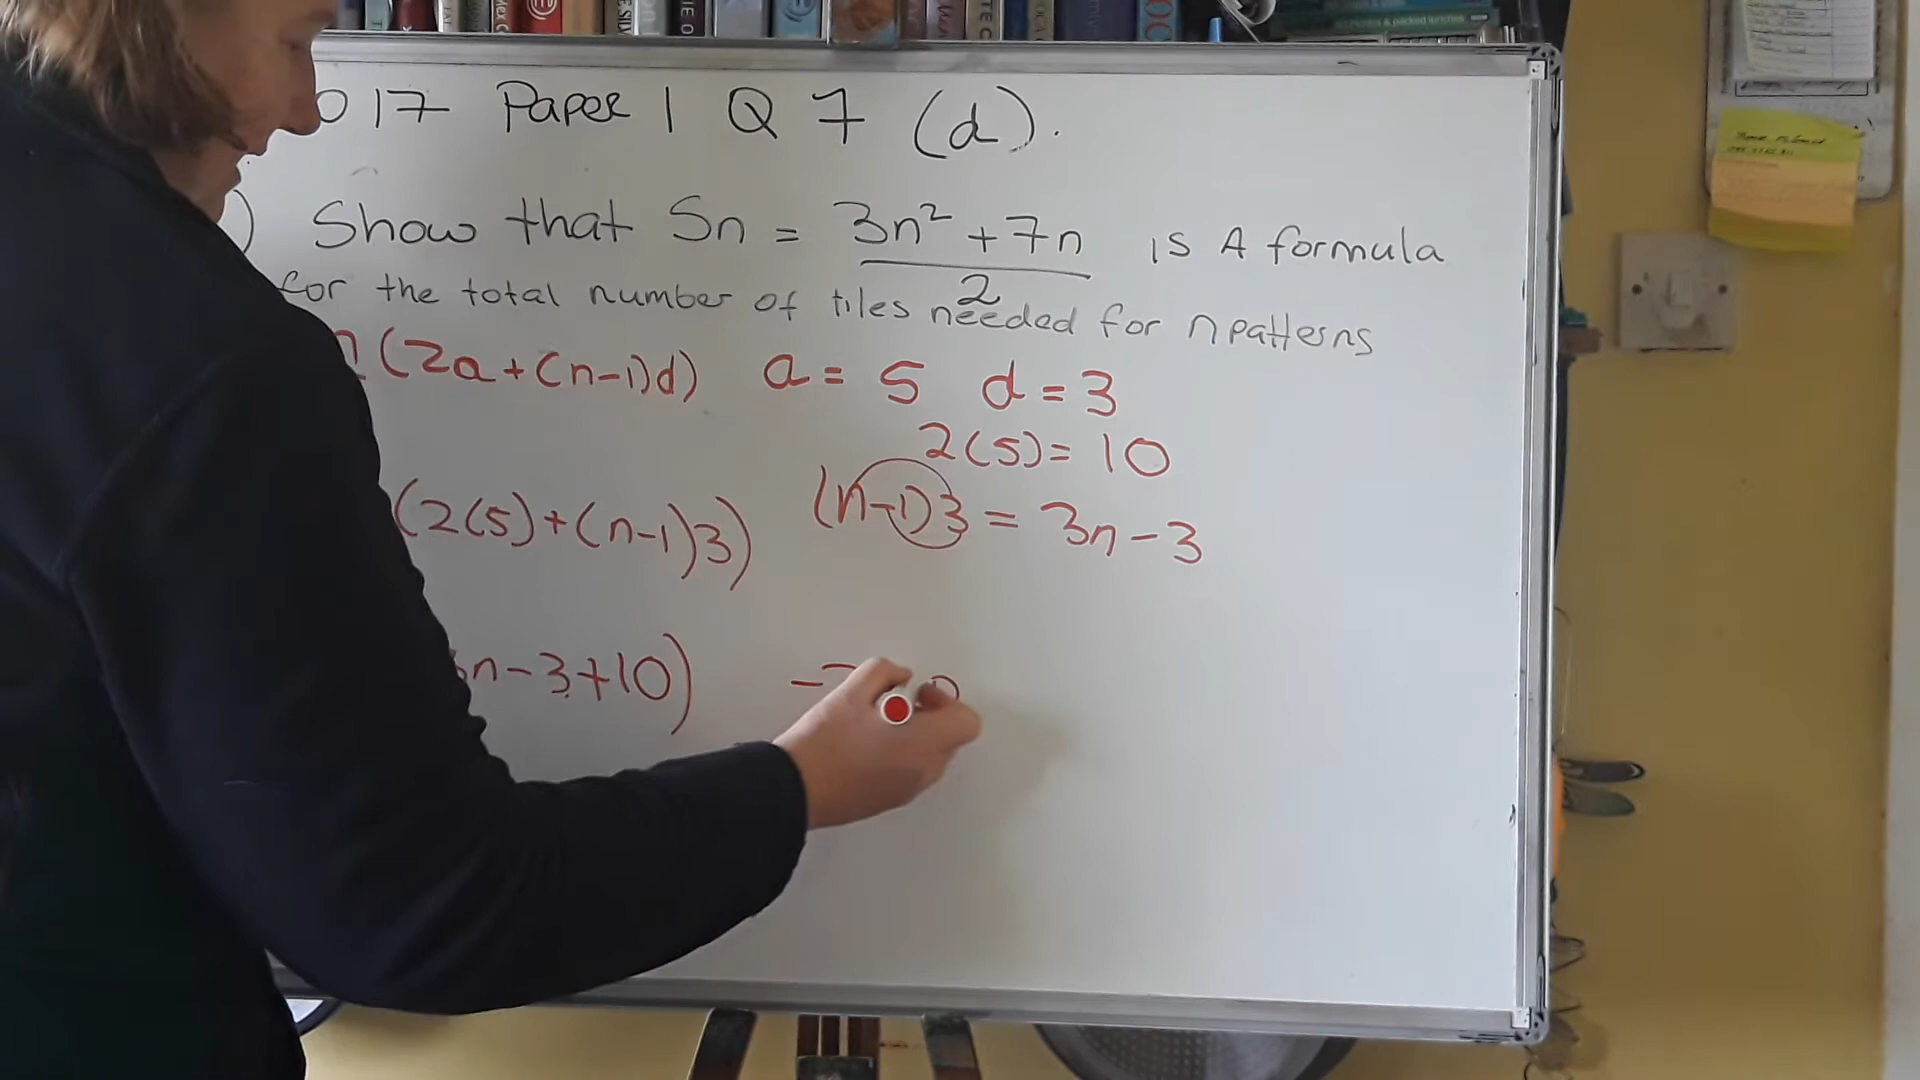 017 Paper 1 Q 7 (d).
) Show that Sn = 3n² + 7n / 2 is A formula
for the total number of tiles needed for n patterns
(2a+(n-1)d) a = 5 d = 3
2(5) = 10
(2(5)+(n-1)3) (n-1)3 = 3n - 3
3n-3+10)